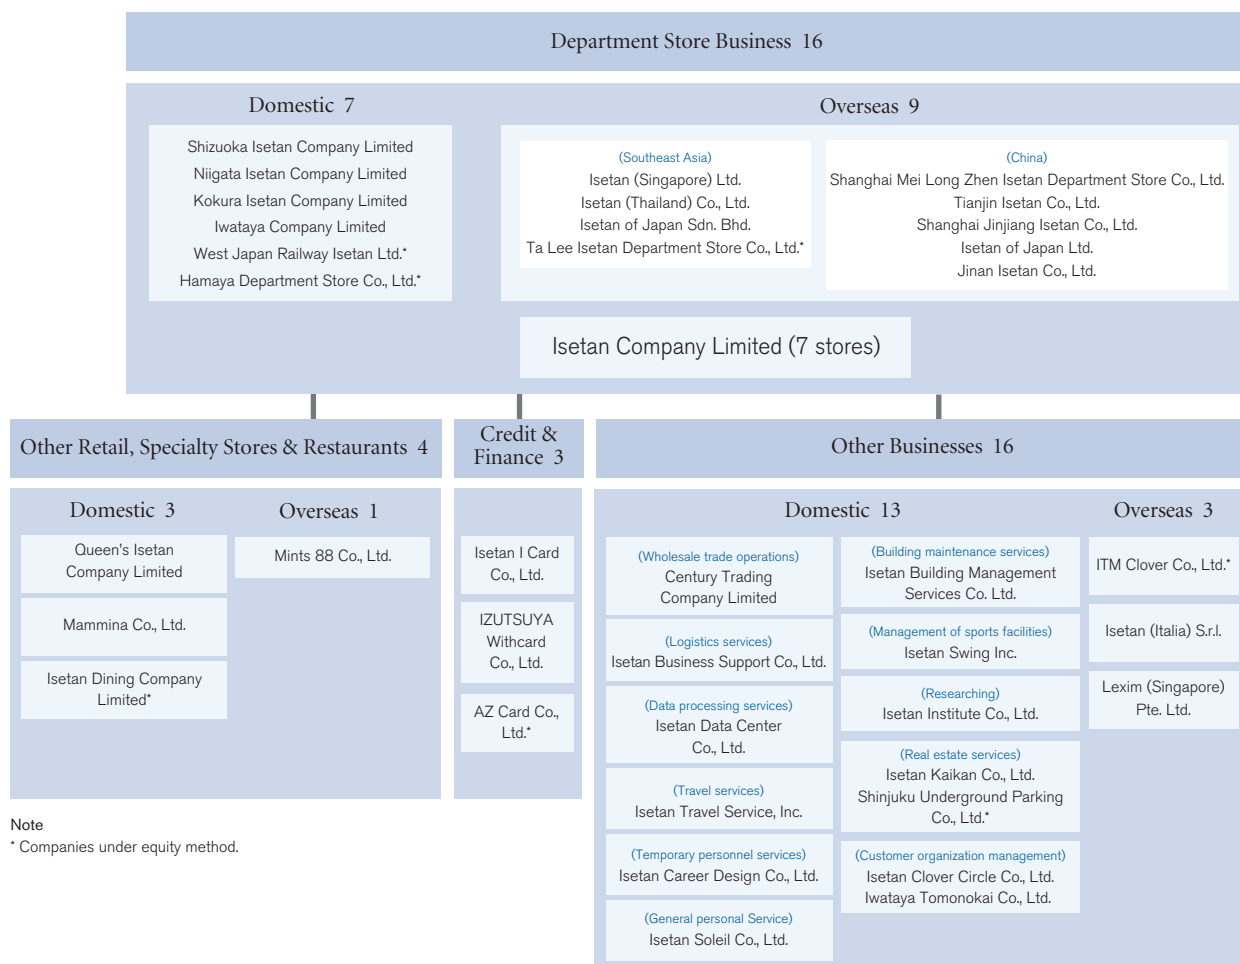 Department Store Business 16
Domestic 7
Shizuoka Isetan Company Limited
Niigata Isetan Company Limited
Kokura Isetan Company Limited
Iwataya Company Limited
West Japan Railway Isetan Ltd.*
Hamaya Department Store Co., Ltd.*
Overseas 9
(Southeast Asia)
Isetan (Singapore) Ltd.
Isetan (Thailand) Co., Ltd.
Isetan of Japan Sdn. Bhd.
Ta Lee Isetan Department Store Co., Ltd.*
(China)
Shanghai Mei Long Zhen Isetan Department Store Co., Ltd.
Tianjin Isetan Co., Ltd.
Shanghai Jinjiang Isetan Co., Ltd.
Isetan of Japan Ltd.
Jinan Isetan Co., Ltd.
Isetan Company Limited (7 stores)
Other Retail, Specialty Stores & Restaurants 4
Domestic 3
Queen's Isetan
Company Limited
Mammina Co., Ltd.
Isetan Dining Company
Limited*
Overseas 1
Mints 88 Co., Ltd.
Credit &
Finance 3
Isetan I Card
Co., Ltd.
IZUTSUYA
Withcard
Co., Ltd.
AZ Card Co.,
Ltd.*
Other Businesses 16
Domestic 13
(Wholesale trade operations)
Century Trading
Company Limited
(Logistics services)
Isetan Business Support Co., Ltd.
(Data processing services)
Isetan Data Center
Co., Ltd.
(Travel services)
Isetan Travel Service, Inc.
(Temporary personnel services)
Isetan Career Design Co., Ltd.
(General personal Service)
Isetan Soleil Co., Ltd.
(Building maintenance services)
Isetan Building Management
Services Co. Ltd.
(Management of sports facilities)
Isetan Swing Inc.
(Researching)
Isetan Institute Co., Ltd.
(Real estate services)
Isetan Kaikan Co., Ltd.
Shinjuku Underground Parking
Co., Ltd.*
(Customer organization management)
Isetan Clover Circle Co., Ltd.
Iwataya Tomonokai Co., Ltd.
Overseas 3
ITM Clover Co., Ltd.*
Isetan (Italia) S.r.l.
Lexim (Singapore)
Pte. Ltd.
Note
* Companies under equity method.